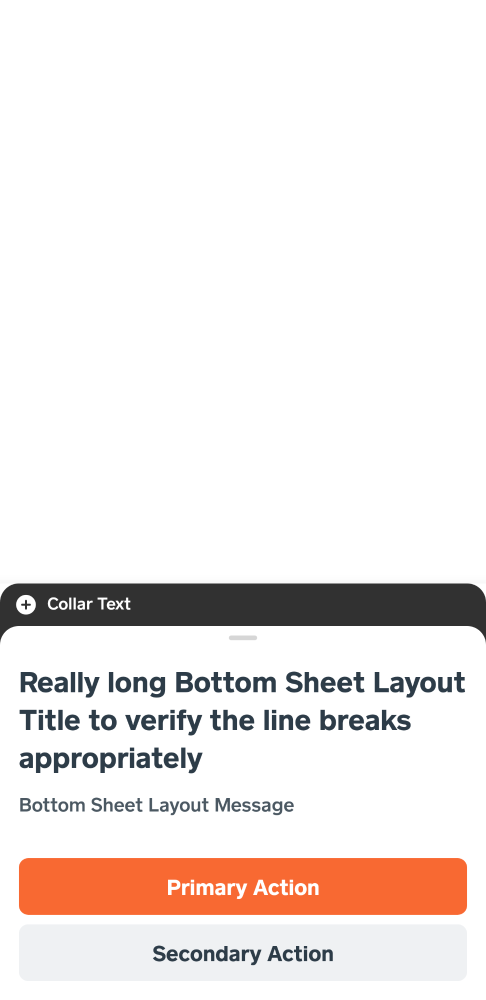 Collar Text
Really long Bottom Sheet Layout
Title to verify the line breaks
appropriately
Bottom Sheet Layout Message
Primary Action
Secondary Action